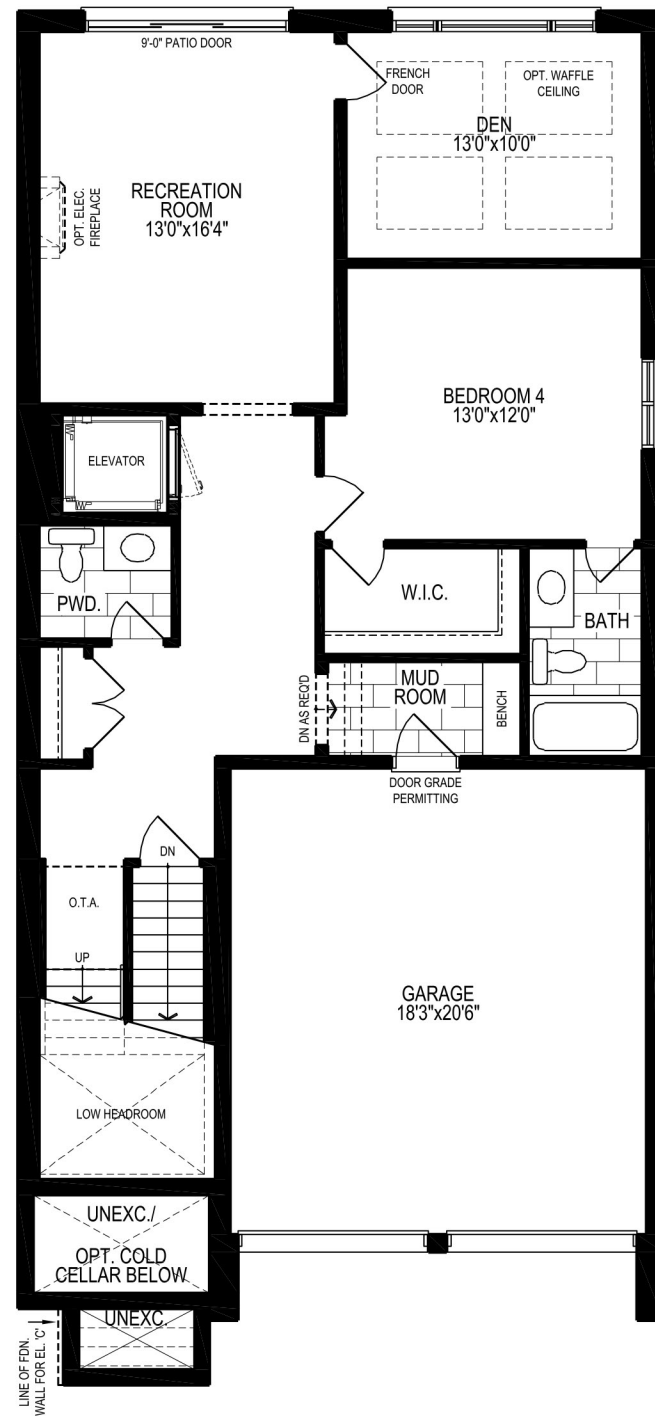 9'-0" PATIO DOOR
FRENCH
DOOR
OPT. WAFFLE
CEILING
DEN
13'0"x10'0"
RECREATION
ROOM
13'0"x16'4"
OPT. ELEC.
FIREPLACE
BEDROOM 4
13'0"x12'0"
ELEVATOR
PWD.
W.I.C.
BATH
MUD
ROOM
BENCH
DN AS REQ'D
DOOR GRADE
PERMITTING
DN
O.T.A.
UP
GARAGE
18'3"x20'6"
LOW HEADROOM
UNEXC./
OPT. COLD
CELLAR BELOW
UNEXC.
LINE OF FDN.
WALL FOR EL. 'C'